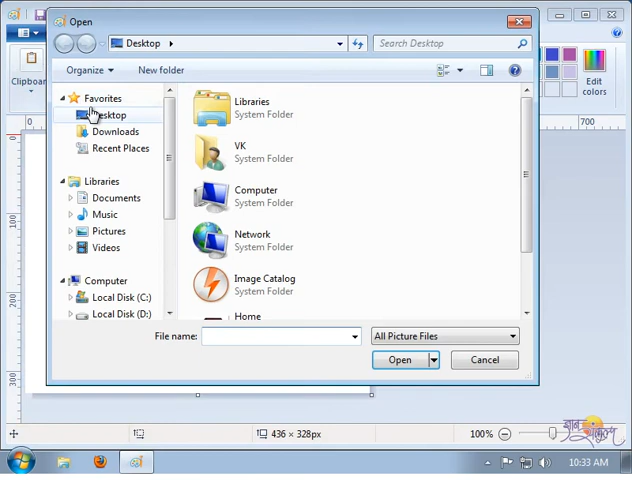 Open
Desktop
Search Desktop
Organize
New folder
Favorites
Desktop
Downloads
Recent Places
Libraries
Documents
Music
Pictures
Videos
Computer
Local Disk (C:)
Local Disk (D:)
Libraries
System Folder
VK
System Folder
Computer
System Folder
Network
System Folder
Image Catalog
System Folder
Home
File name:
All Picture Files
Open
Cancel
Clipboard
Edit
colors
0
700
0
100
200
300
436 × 328px
100%
10:33 AM